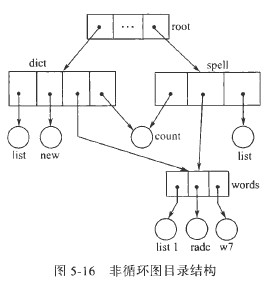 root
...
dict
spell
list
new
count
list
words
list 1
radc
w7
图 5-16 非循环图目录结构